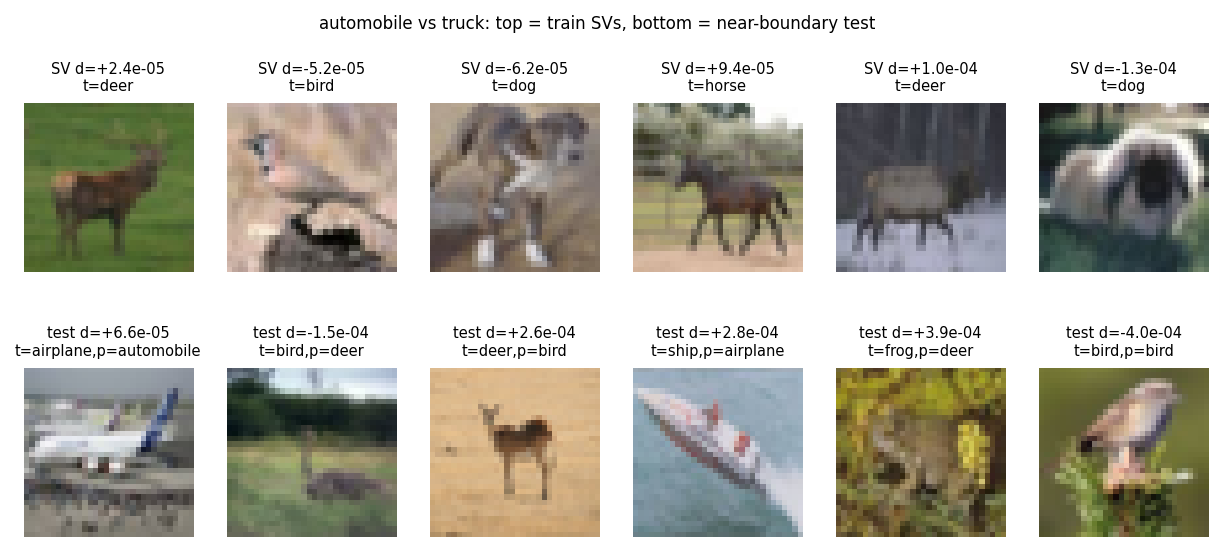 automobile vs truck: top = train SVs, bottom = near-boundary test
SV d=+2.4e-05
t=deer
SV d=-5.2e-05
t=bird
SV d=-6.2e-05
t=dog
SV d=+9.4e-05
t=horse
SV d=+1.0e-04
t=deer
SV d=-1.3e-04
t=dog
test d=+6.6e-05
t=airplane,p=automobile
test d=-1.5e-04
t=bird,p=deer
test d=+2.6e-04
t=deer,p=bird
test d=+2.8e-04
t=ship,p=airplane
test d=+3.9e-04
t=frog,p=deer
test d=-4.0e-04
t=bird,p=bird